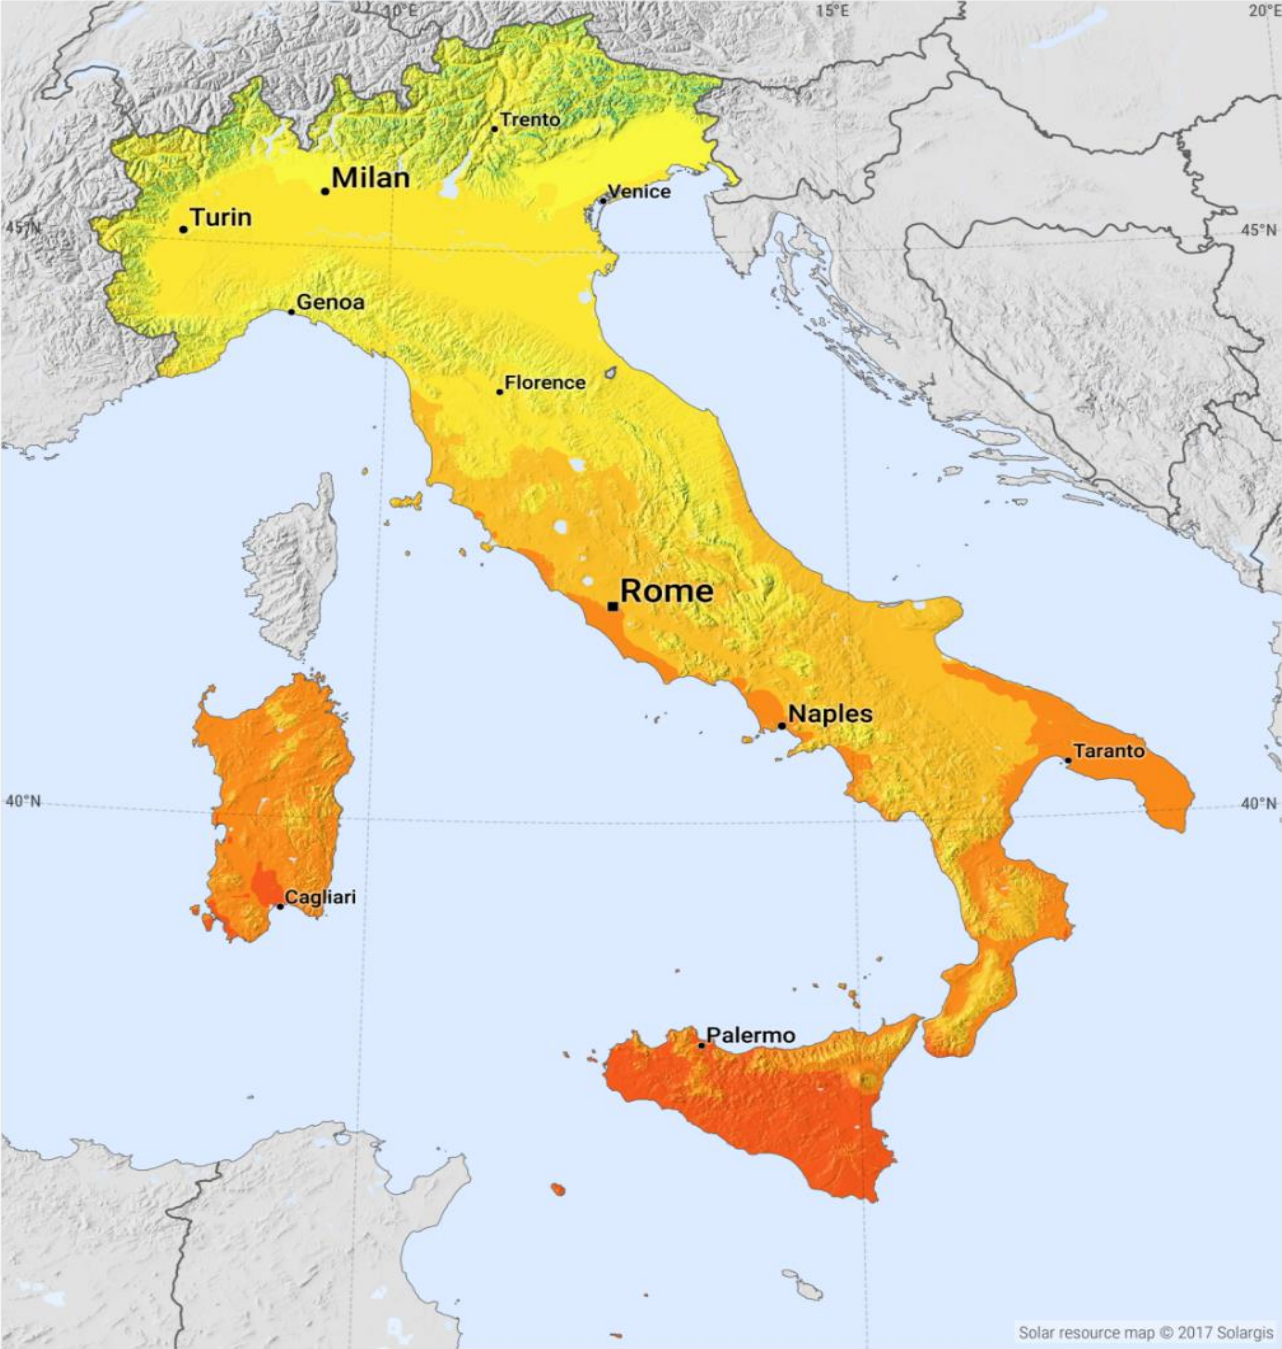 10°E
15°E
20°E
Trento
Milan
Venice
Turin
45°N
45°N
Genoa
Florence
Rome
Naples
Taranto
40°N
40°N
Cagliari
Palermo
Solar resource map © 2017 Solargis